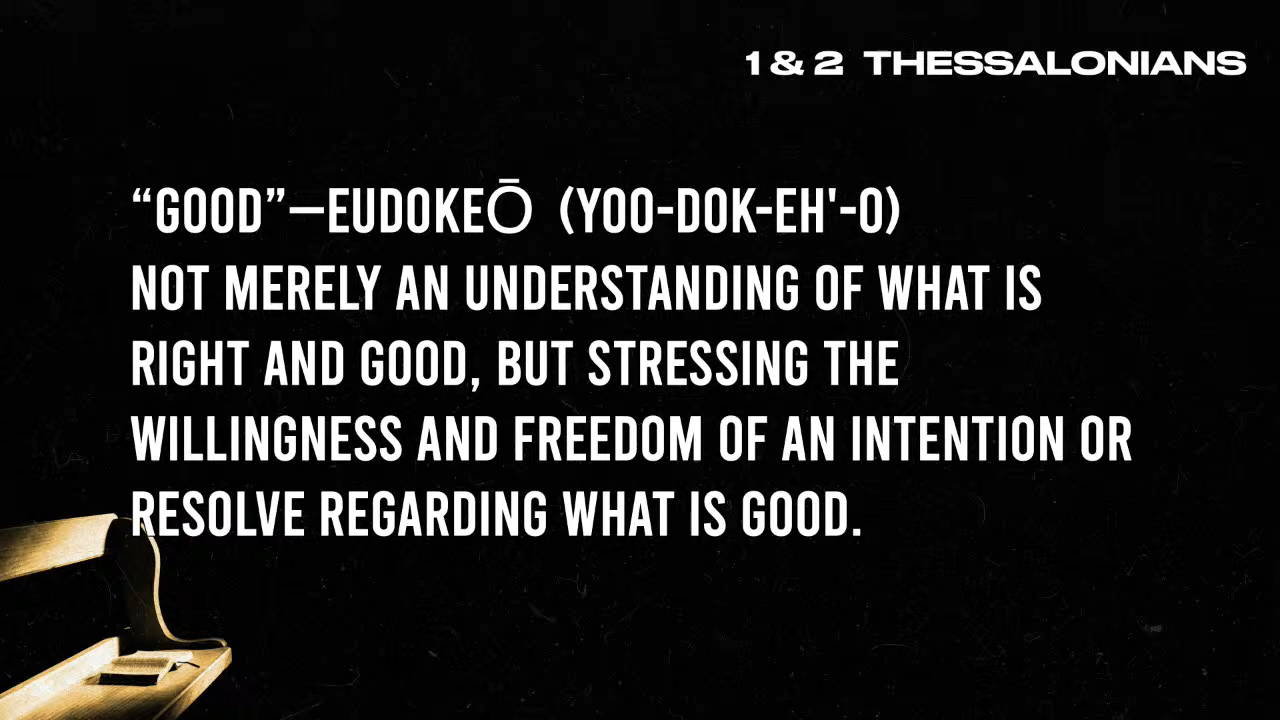 1 & 2 THESSALONIANS
“GOOD”—EUDOKEŌ (YOO-DOK-EH'-O)
NOT MERELY AN UNDERSTANDING OF WHAT IS
RIGHT AND GOOD, BUT STRESSING THE
WILLINGNESS AND FREEDOM OF AN INTENTION OR
RESOLVE REGARDING WHAT IS GOOD.